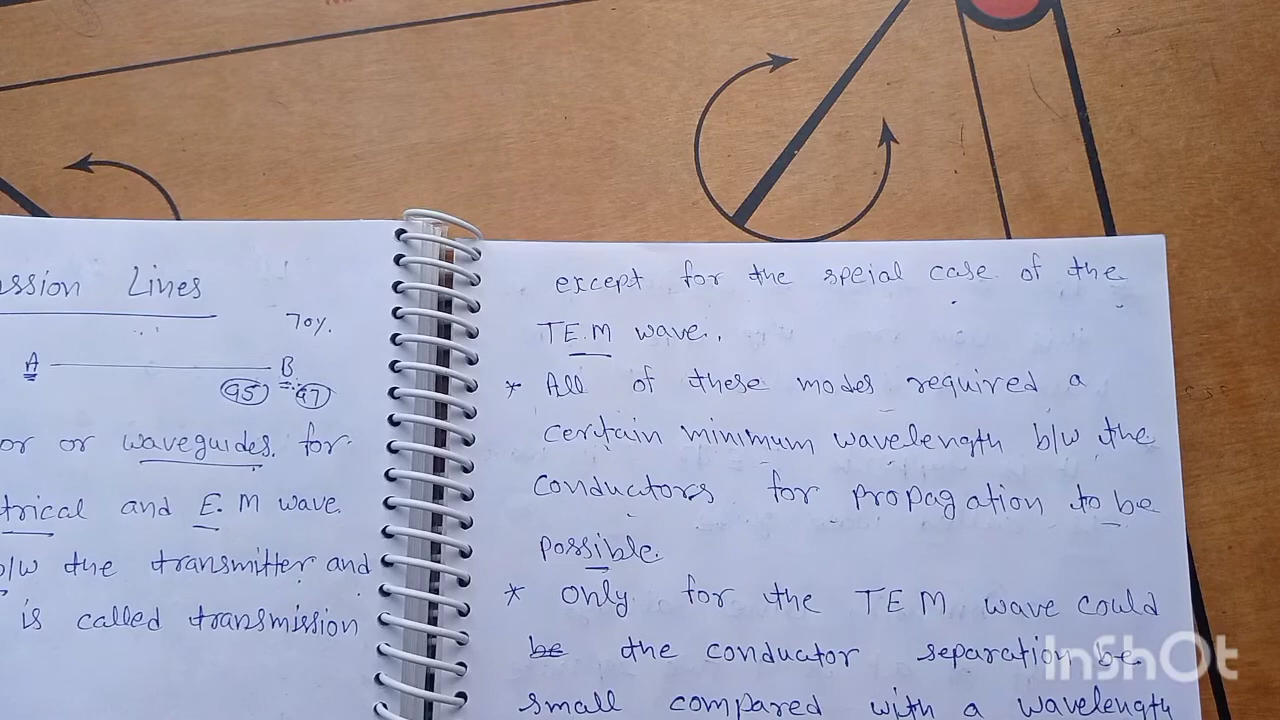 ssion Lines
70%.
A B
95 97
or or waveguides. for
trical and E.M wave.
b/w the transmitter and
is called transmission
except for the speial case of the
TE.M wave.
* All of these modes required a
certain minimum wavelength b/w the
conductors for propagation to be
possible.
* only for the TEM wave could
be the conductor separation be
small compared with a wavelength
InShOt